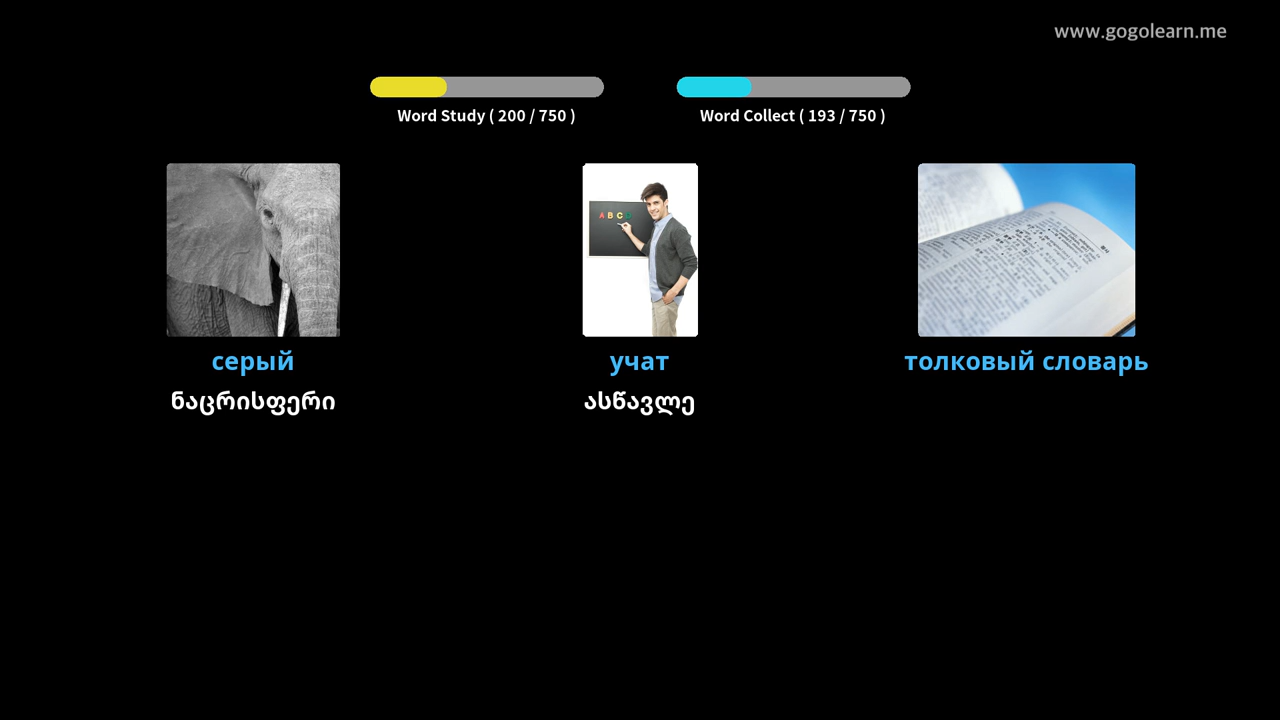 www.gogolearn.me
Word Study ( 200 / 750 )
Word Collect ( 193 / 750 )
A B C D
серый
учат
толковый словарь
ნაცრისფერი
ასწავლე